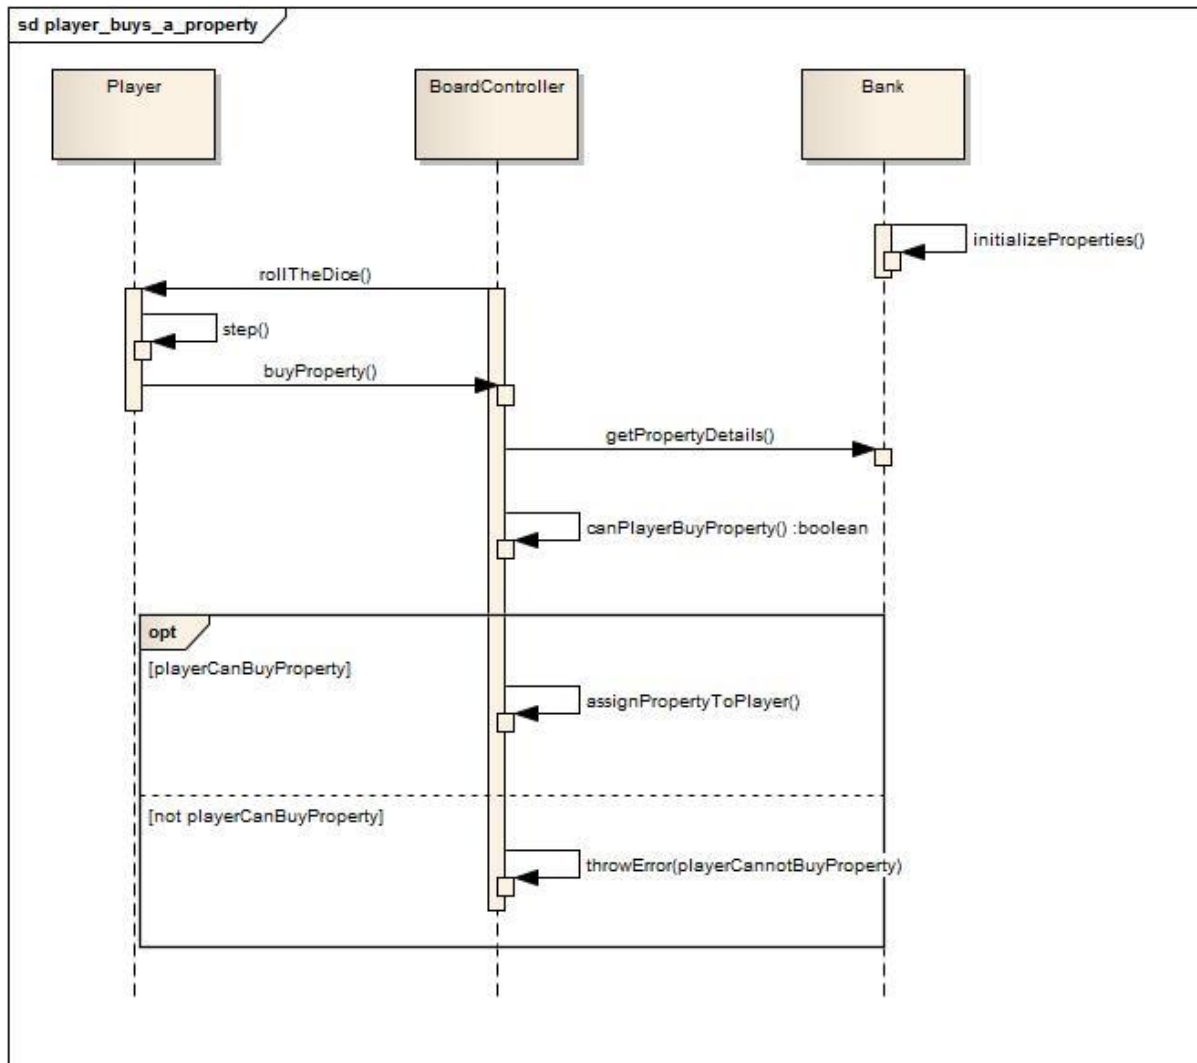 sd player_buys_a_property
Player
BoardController
Bank
initializeProperties()
rollTheDice()
step()
buyProperty()
getPropertyDetails()
canPlayerBuyProperty() :boolean
opt
[playerCanBuyProperty]
assignPropertyToPlayer()
[not playerCanBuyProperty]
throwError(playerCannotBuyProperty)